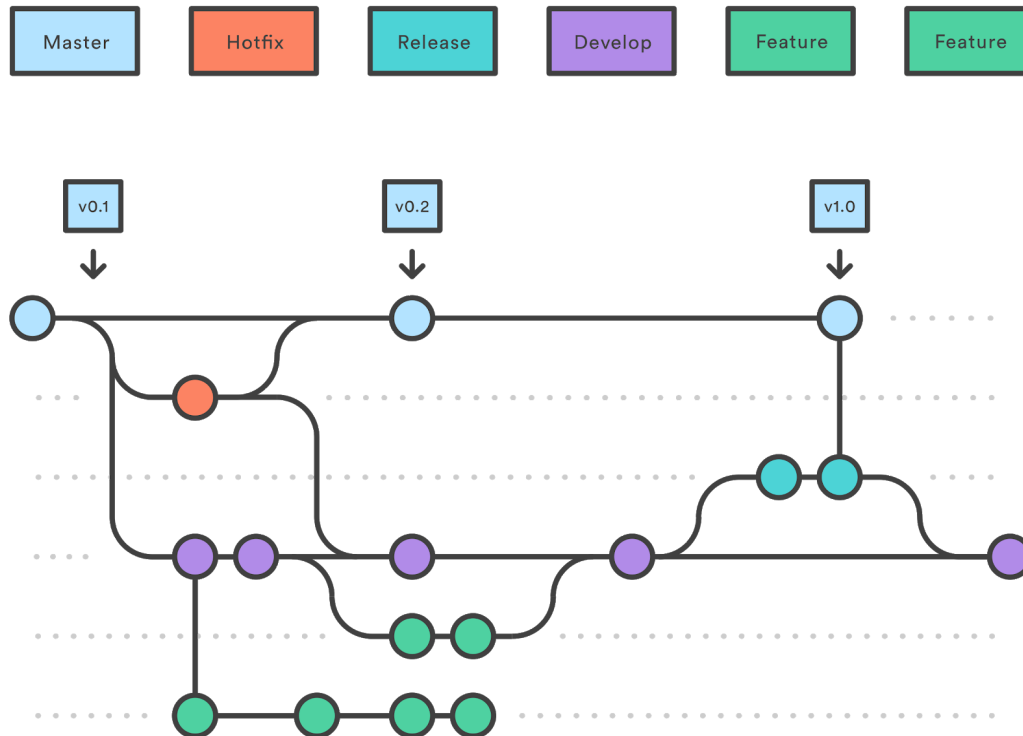 Master
Hotfix
Release
Develop
Feature
Feature
v0.1
v0.2
v1.0